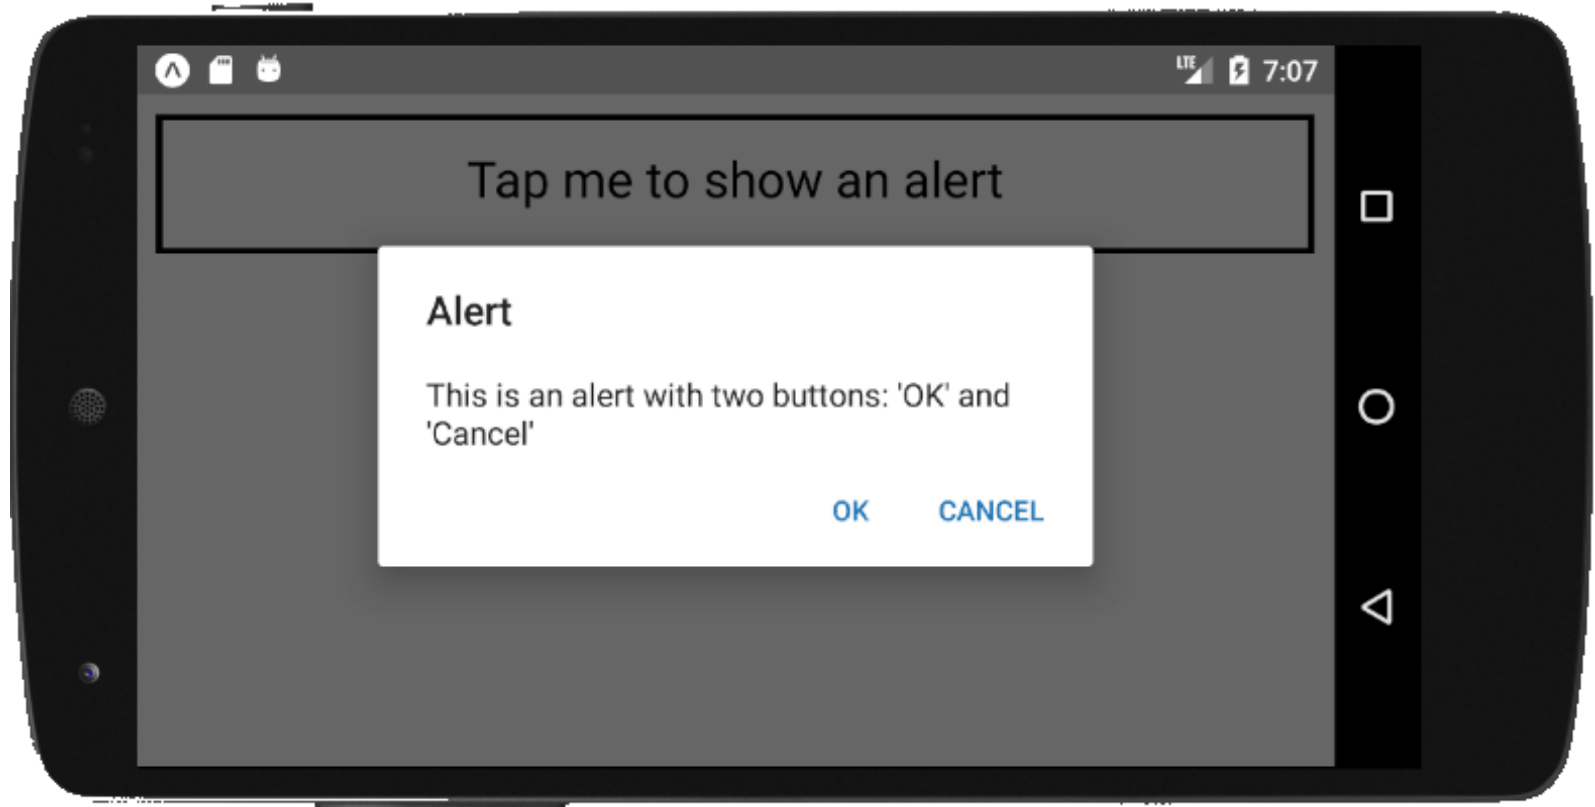 LTE 7:07
Tap me to show an alert
Alert
This is an alert with two buttons: 'OK' and
'Cancel'
OK CANCEL